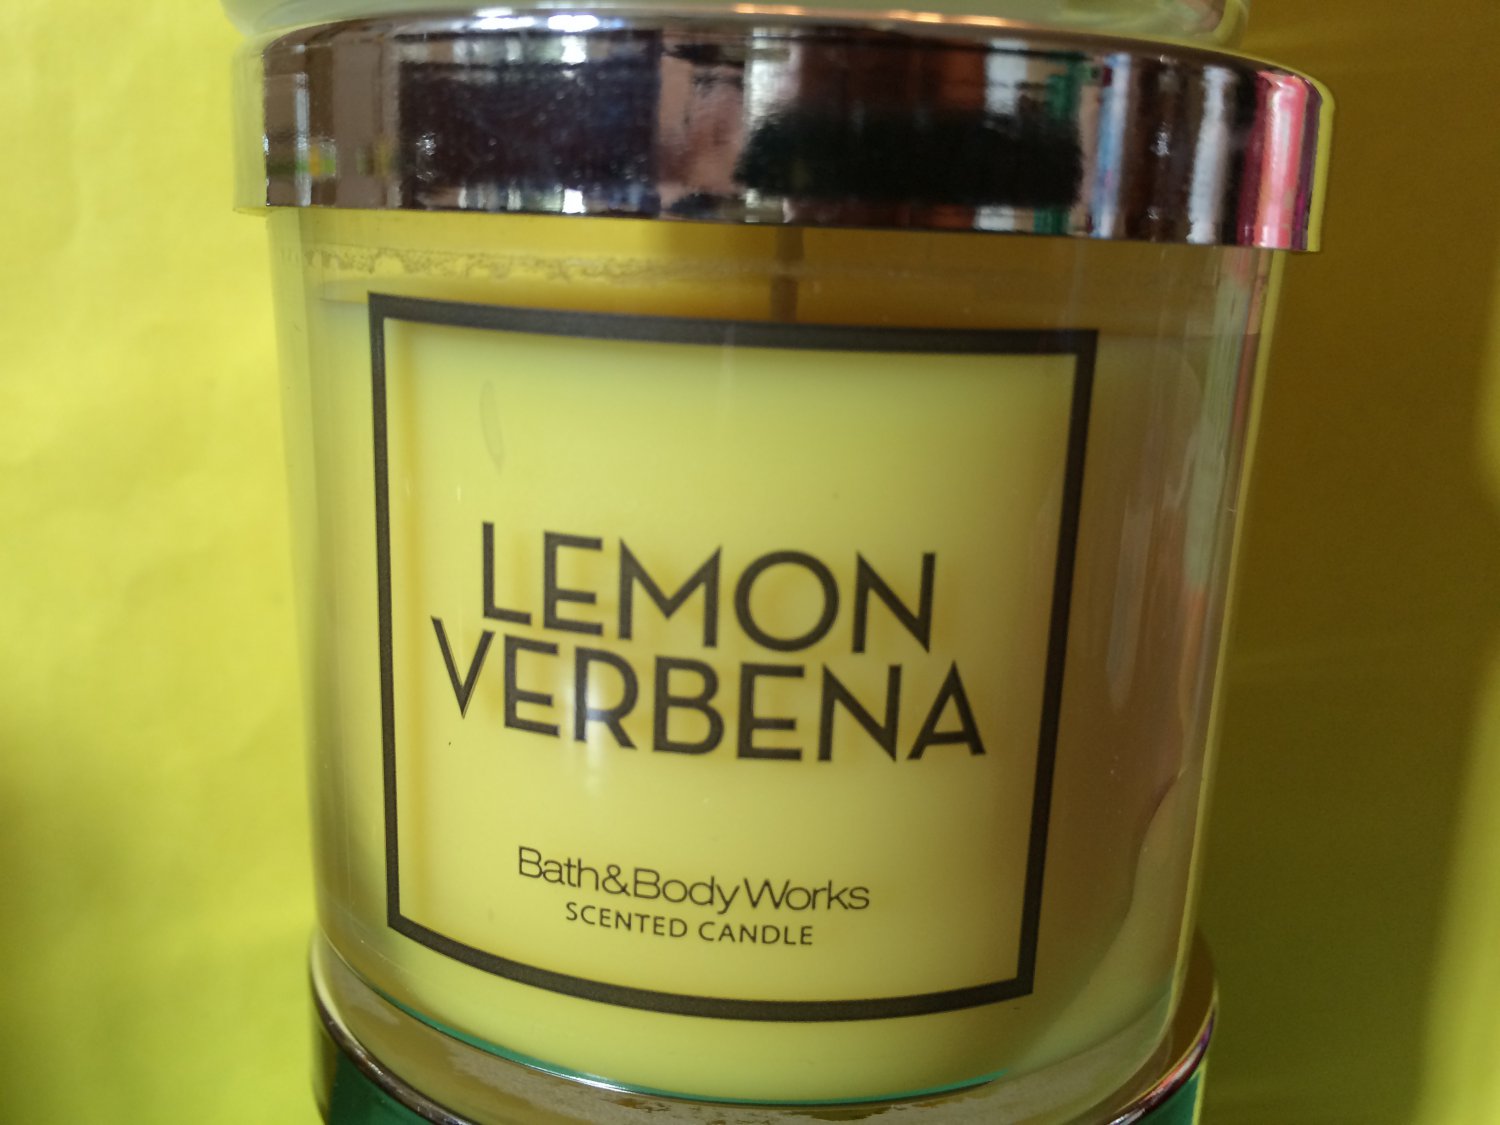 LEMON
VERBENA
Bath&BodyWorks
SCENTED CANDLE